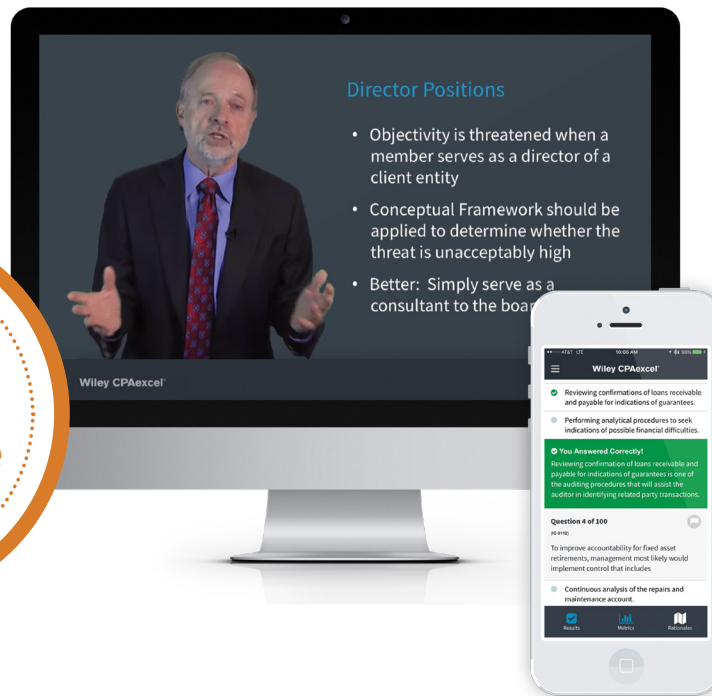 Director Positions
• Objectivity is threatened when a
member serves as a director of a
client entity
• Conceptual Framework should be
applied to determine whether the
threat is unacceptably high
• Better: Simply serve as a
consultant to the
Wiley CPAexcel
AT&T LTE 10:06 AM 50%
Wiley CPAexcel
Reviewing confirmations of loans receivable
and payable for indications of guarantees.
Performing analytical procedures to seek
indications of possible financial difficulties.
You Answered Correctly!
Reviewing confirmation of loans receivable and
payable for indications of guarantees is one of
the auditing procedures that will assist the
auditor in identifying related party transactions.
Question 4 of 100
To improve accountability for fixed asset
retirements, management most likely would
implement control that includes
Continuous analysis of the repairs and
maintenance account.
Results Metrics Rationales